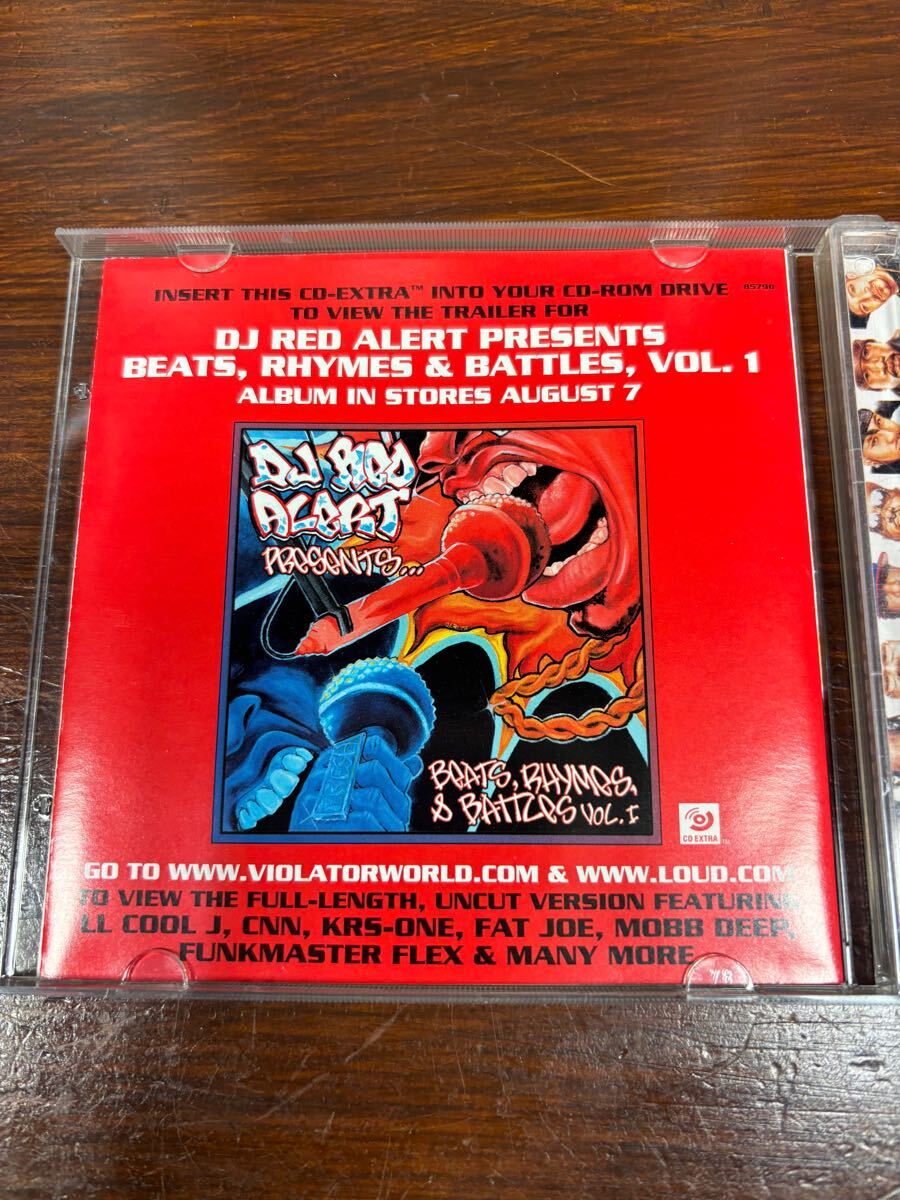 INSERT THIS CD-EXTRA™ INTO YOUR CD-ROM DRIVE 85790
TO VIEW THE TRAILER FOR
DJ RED ALERT PRESENTS
BEATS, RHYMES & BATTLES, VOL. 1
ALBUM IN STORES AUGUST 7
DJ RED
ALERT
PRESENTS...
BEATS, RHYMES,
& BATTLES VOL. I
CD EXTRA™
GO TO WWW.VIOLATORWORLD.COM & WWW.LOUD.COM
TO VIEW THE FULL-LENGTH, UNCUT VERSION FEATURING
LL COOL J, CNN, KRS-ONE, FAT JOE, MOBB DEEP,
FUNKMASTER FLEX & MANY MORE